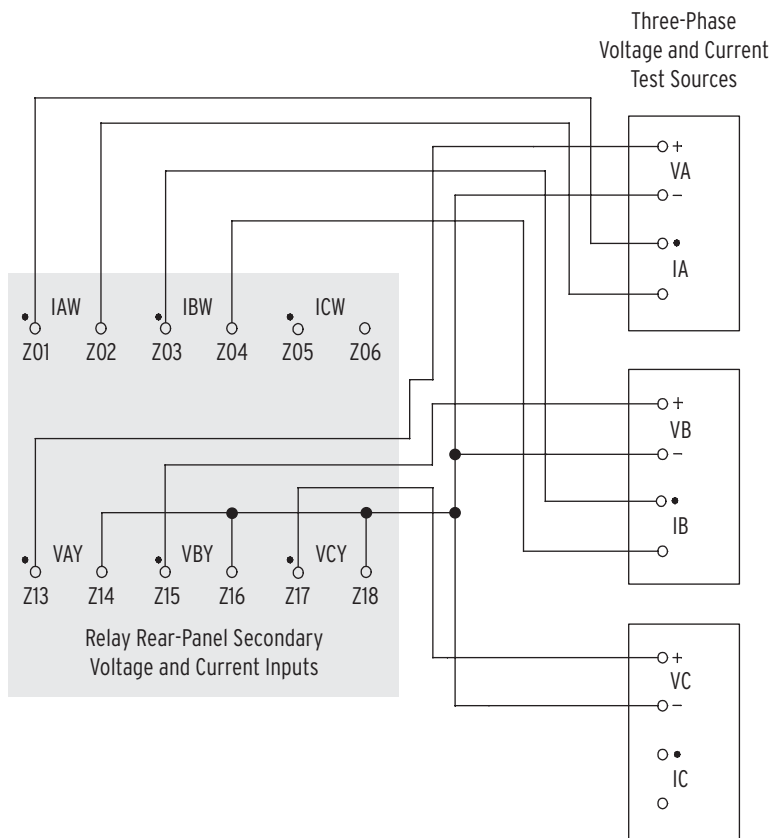 Three-Phase
Voltage and Current
Test Sources
+
VA
−
IA
IAW
IBW
ICW
Z01
Z02
Z03
Z04
Z05
Z06
+
VB
−
IB
VAY
VBY
VCY
Z13
Z14
Z15
Z16
Z17
Z18
Relay Rear-Panel Secondary
Voltage and Current Inputs
+
VC
−
IC